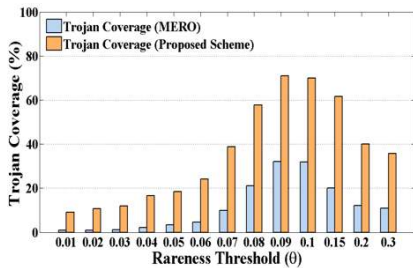 100
Trojan Coverage (MERO)
Trojan Coverage (Proposed Scheme)
80
60
40
20
0
Trojan Coverage (%)
0.01 0.02 0.03 0.04 0.05 0.06 0.07 0.08 0.09 0.1 0.15 0.2 0.3
Rareness Threshold (θ)